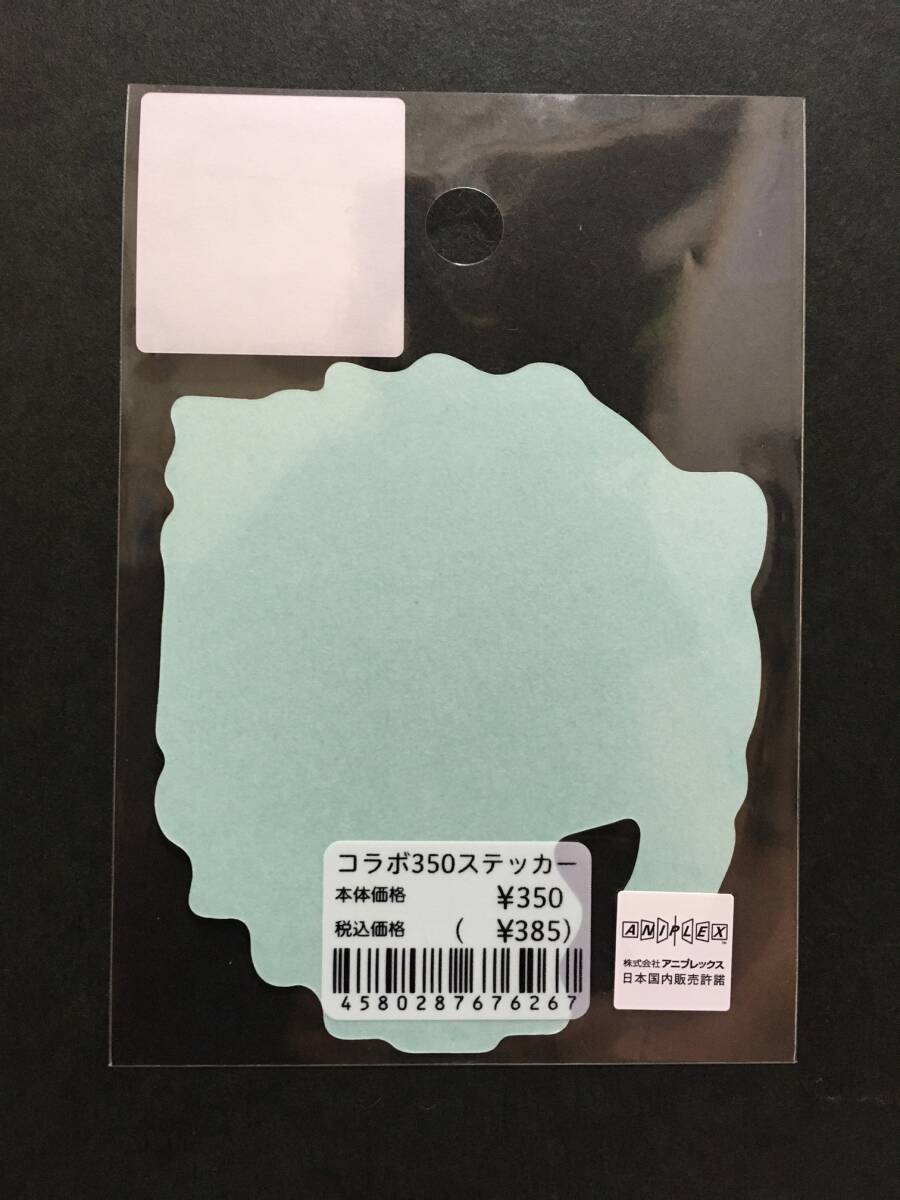 コラボ350ステッカー
本体価格 ¥350
税込価格 ( ¥385)
4580287676267
ANIPLEX™
株式会社 アニプレックス
日本国内販売許諾